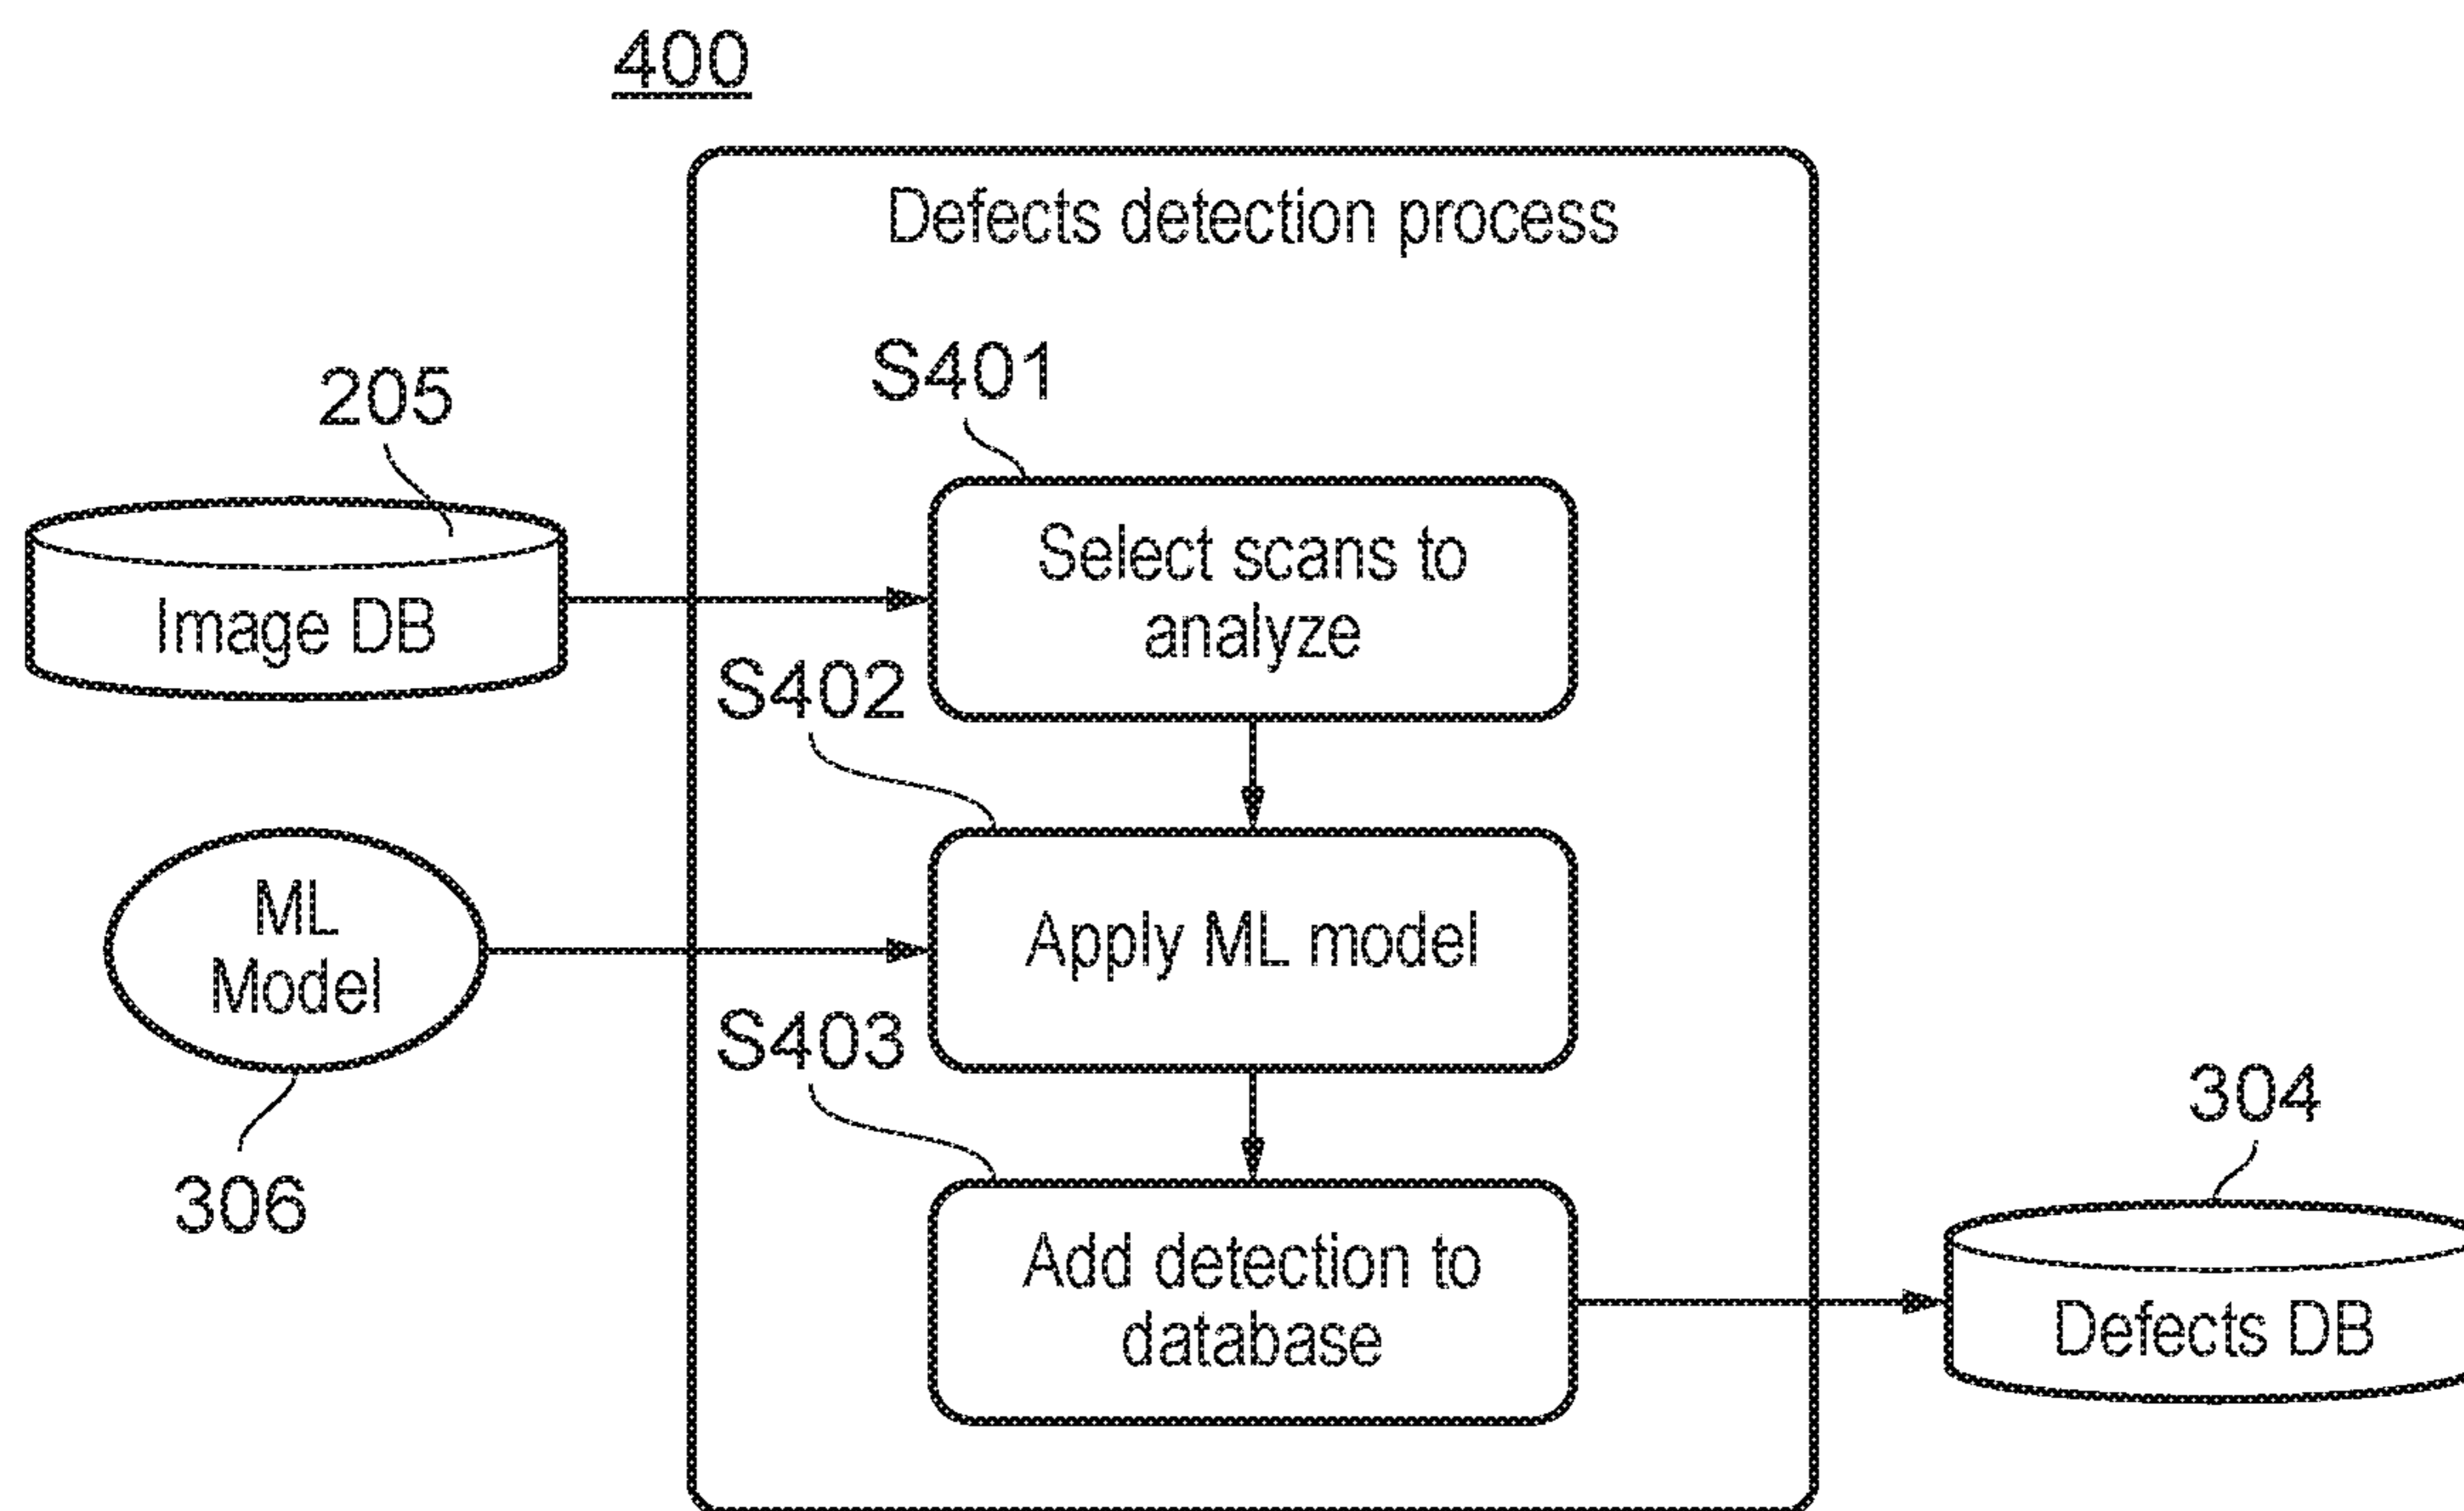 400
Defects detection process
S401
205
Select scans to
analyze
Image DB
S402
ML
Model
Apply ML model
S403
306
304
Add detection to
database
Defects DB